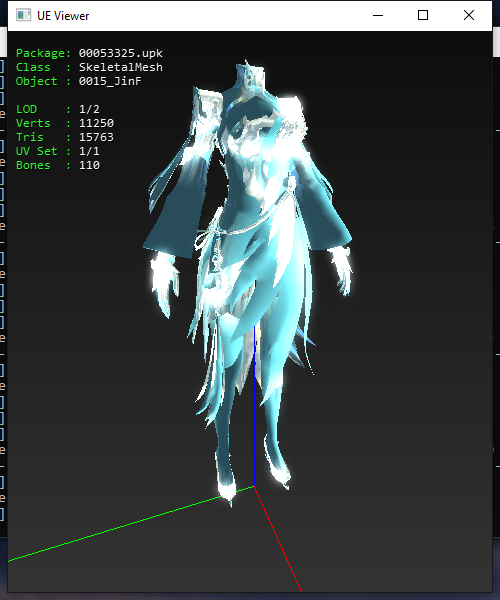 UE Viewer
Package: 00053325.upk
Class  : SkeletalMesh
Object : 0015_JinF
LOD    : 1/2
Verts  : 11250
Tris   : 15763
UV Set : 1/1
Bones  : 110